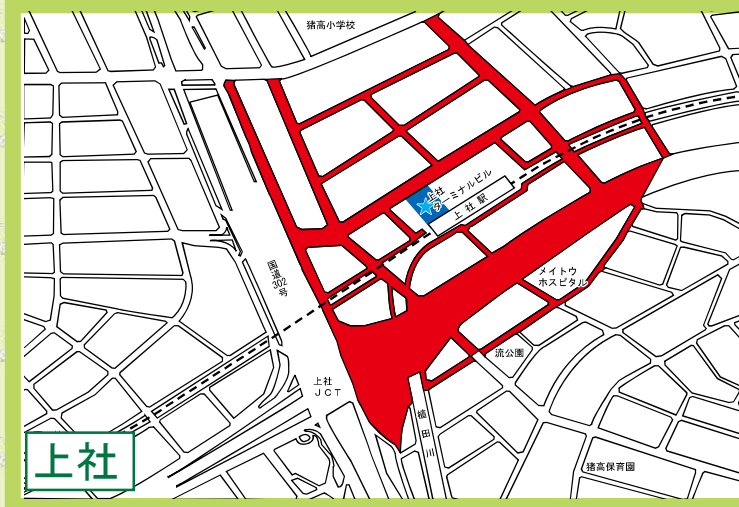 猪高小学校
上社
ターミナルビル
上社駅
国道302号
メイトウ
ホスピタル
流公園
上社
JCT
植田川
上社
猪高保育園